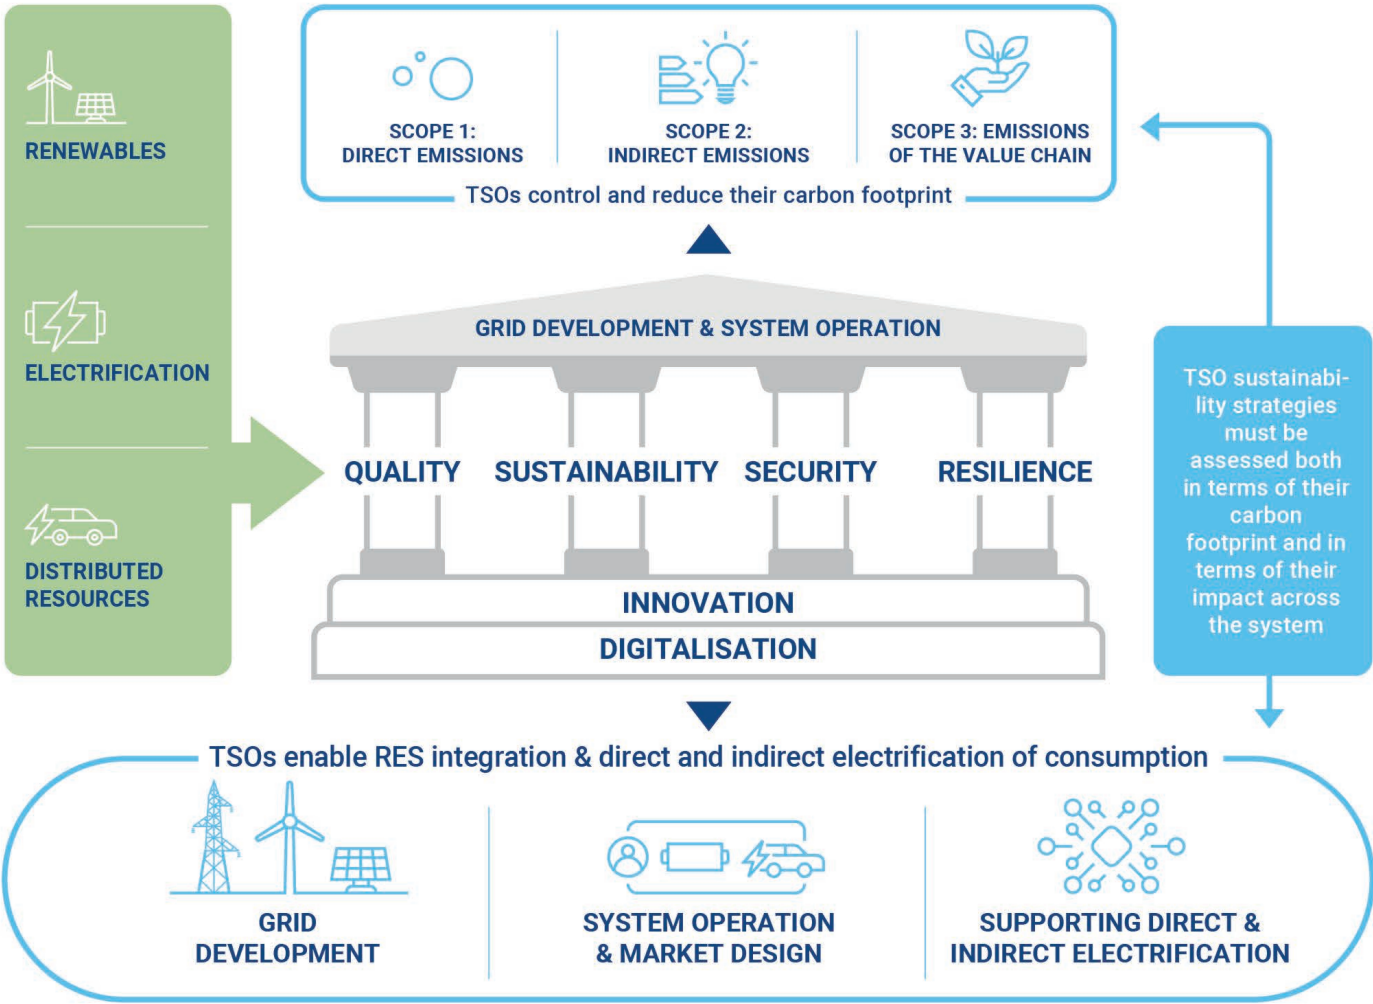 RENEWABLES
ELECTRIFICATION
DISTRIBUTED
RESOURCES
SCOPE 1:
DIRECT EMISSIONS
SCOPE 2:
INDIRECT EMISSIONS
SCOPE 3: EMISSIONS
OF THE VALUE CHAIN
TSOs control and reduce their carbon footprint
GRID DEVELOPMENT & SYSTEM OPERATION
QUALITY
SUSTAINABILITY
SECURITY
RESILIENCE
INNOVATION
DIGITALISATION
TSO sustainabi-
lity strategies
must be
assessed both
in terms of their
carbon
footprint and in
terms of their
impact across
the system
TSOs enable RES integration & direct and indirect electrification of consumption
GRID
DEVELOPMENT
SYSTEM OPERATION
& MARKET DESIGN
SUPPORTING DIRECT &
INDIRECT ELECTRIFICATION